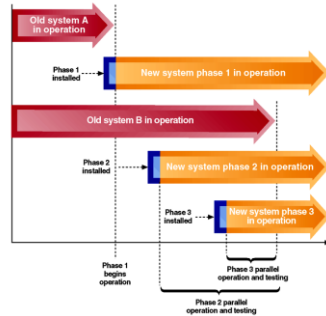 Old system A
in operation
Phase 1
installed
New system phase 1 in operation
Old system B in operation
Phase 2
installed
New system phase 2 in operation
Phase 3
installed
New system phase 3
in operation
Phase 1
begins
operation
Phase 3 parallel
operation and testing
Phase 2 parallel
operation and testing